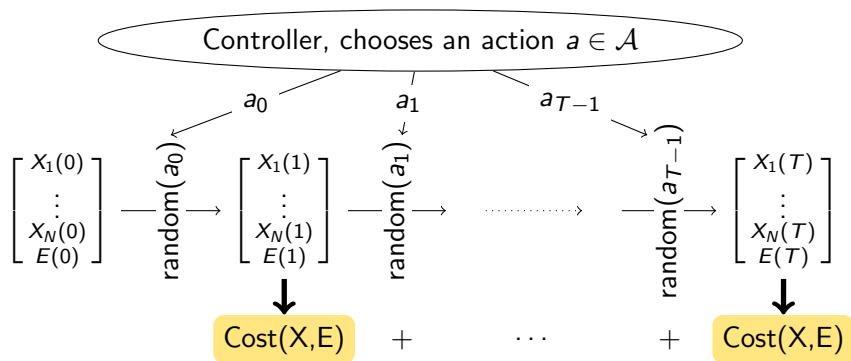 Controller, chooses an action a ∈ 𝒜
a₀ a₁ a_{T−1}
X₁(0)
⋮
X_N(0)
E(0)
random(a₀)
X₁(1)
⋮
X_N(1)
E(1)
random(a₁)
random(a_{T−1})
X₁(T)
⋮
X_N(T)
E(T)
Cost(X,E) + ··· + Cost(X,E)